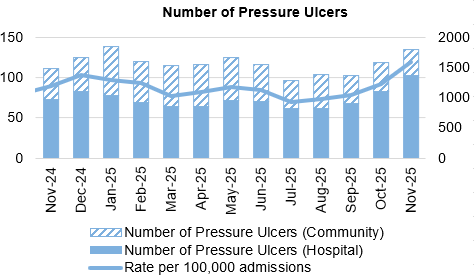 Number of Pressure Ulcers
150
100
50
0
2000
1500
1000
500
0
Nov-24
Dec-24
Jan-25
Feb-25
Mar-25
Apr-25
May-25
Jun-25
Jul-25
Aug-25
Sep-25
Oct-25
Nov-25
Number of Pressure Ulcers (Community)
Number of Pressure Ulcers (Hospital)
Rate per 100,000 admissions